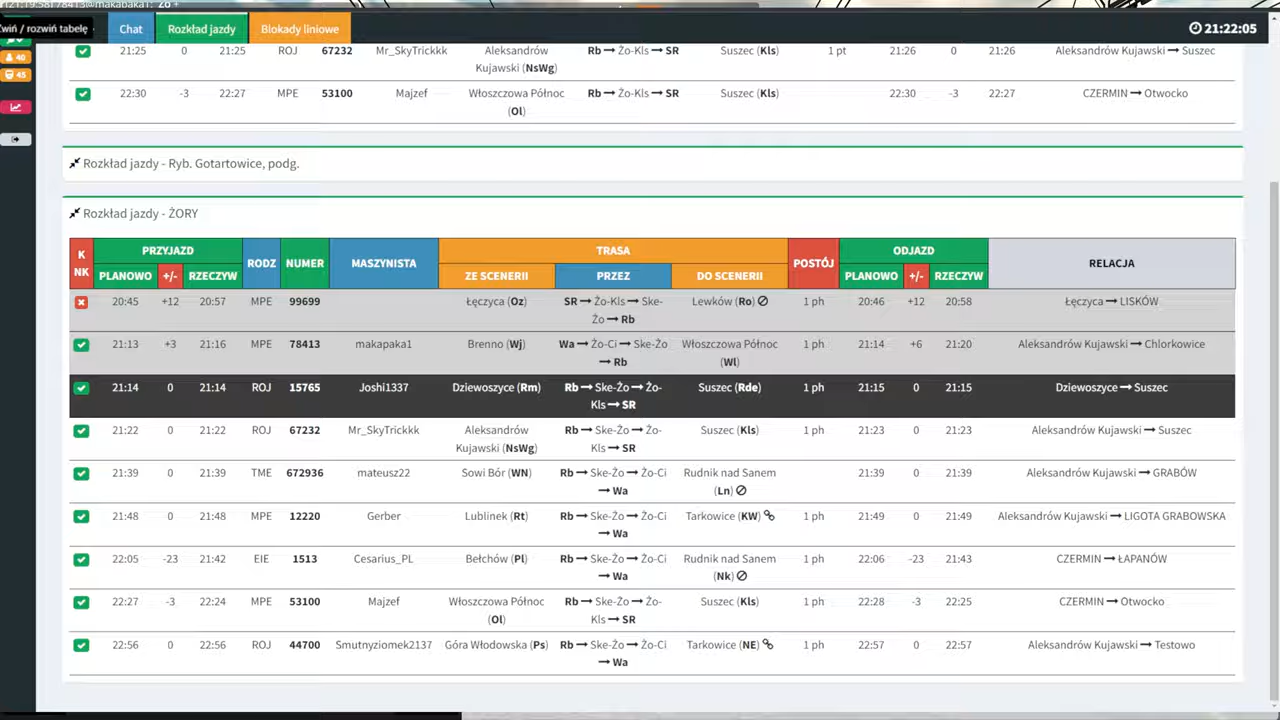 Zwiń / rozwiń tabelę
Chat
Rozkład jazdy
Blokady liniowe
21:22:05
40
45
21:25 0 21:25 ROJ 67232 Mr_SkyTrickkk Aleksandrów Rb → Żo-Kls → SR Suszec (Kls) 1 pt 21:26 0 21:26 Aleksandrów Kujawski → Suszec
Kujawski (NsWg)
22:30 -3 22:27 MPE 53100 Majzef Włoszczowa Północ Rb → Żo-Kls → SR Suszec (Kls) 22:30 -3 22:27 CZERMIN → Otwocko
(Ol)
Rozkład jazdy - Ryb. Gotartowice, podg.
Rozkład jazdy - ŻORY
K NK PRZYJAZD RODZ NUMER MASZYNISTA TRASA POSTÓJ ODJAZD RELACJA
PLANOWO +/- RZECZYW ZE SCENERII PRZEZ DO SCENERII PLANOWO +/- RZECZYW
20:45 +12 20:57 MPE 99699 Łęczyca (Oz) SR → Żo-Kls → Ske- Lewków (Ro) 1 ph 20:46 +12 20:58 Łęczyca → LISKÓW
Żo → Rb
21:13 +3 21:16 MPE 78413 makapaka1 Brenno (Wj) Wa → Żo-Ci → Ske-Żo Włoszczowa Północ 1 ph 21:14 +6 21:20 Aleksandrów Kujawski → Chlorkowice
→ Rb (Wl)
21:14 0 21:14 ROJ 15765 Joshi1337 Dziewoszyce (Rm) Rb → Ske-Żo → Żo- Suszec (Rde) 1 ph 21:15 0 21:15 Dziewoszyce → Suszec
Kls → SR
21:22 0 21:22 ROJ 67232 Mr_SkyTrickkk Aleksandrów Rb → Ske-Żo → Żo- Suszec (Kls) 1 ph 21:23 0 21:23 Aleksandrów Kujawski → Suszec
Kujawski (NsWg) Kls → SR
21:39 0 21:39 TME 672936 mateusz22 Sowi Bór (WN) Rb → Ske-Żo → Żo-Ci Rudnik nad Sanem 21:39 0 21:39 Aleksandrów Kujawski → GRABÓW
→ Wa (Ln)
21:48 0 21:48 MPE 12220 Gerber Lublinek (Rt) Rb → Ske-Żo → Żo-Ci Tarkowice (KW) 1 ph 21:49 0 21:49 Aleksandrów Kujawski → LIGOTA GRABOWSKA
→ Wa
22:05 -23 21:42 EIE 1513 Cesarius_PL Bełchów (Pl) Rb → Ske-Żo → Żo-Ci Rudnik nad Sanem 1 ph 22:06 -23 21:43 CZERMIN → ŁAPANÓW
→ Wa (Nk)
22:27 -3 22:24 MPE 53100 Majzef Włoszczowa Północ Rb → Ske-Żo → Żo- Suszec (Kls) 1 ph 22:28 -3 22:25 CZERMIN → Otwocko
(Ol) Kls → SR
22:56 0 22:56 ROJ 44700 Smutnyziomek2137 Góra Włodowska (Ps) Rb → Ske-Żo → Żo-Ci Tarkowice (NE) 1 ph 22:57 0 22:57 Aleksandrów Kujawski → Testowo
→ Wa